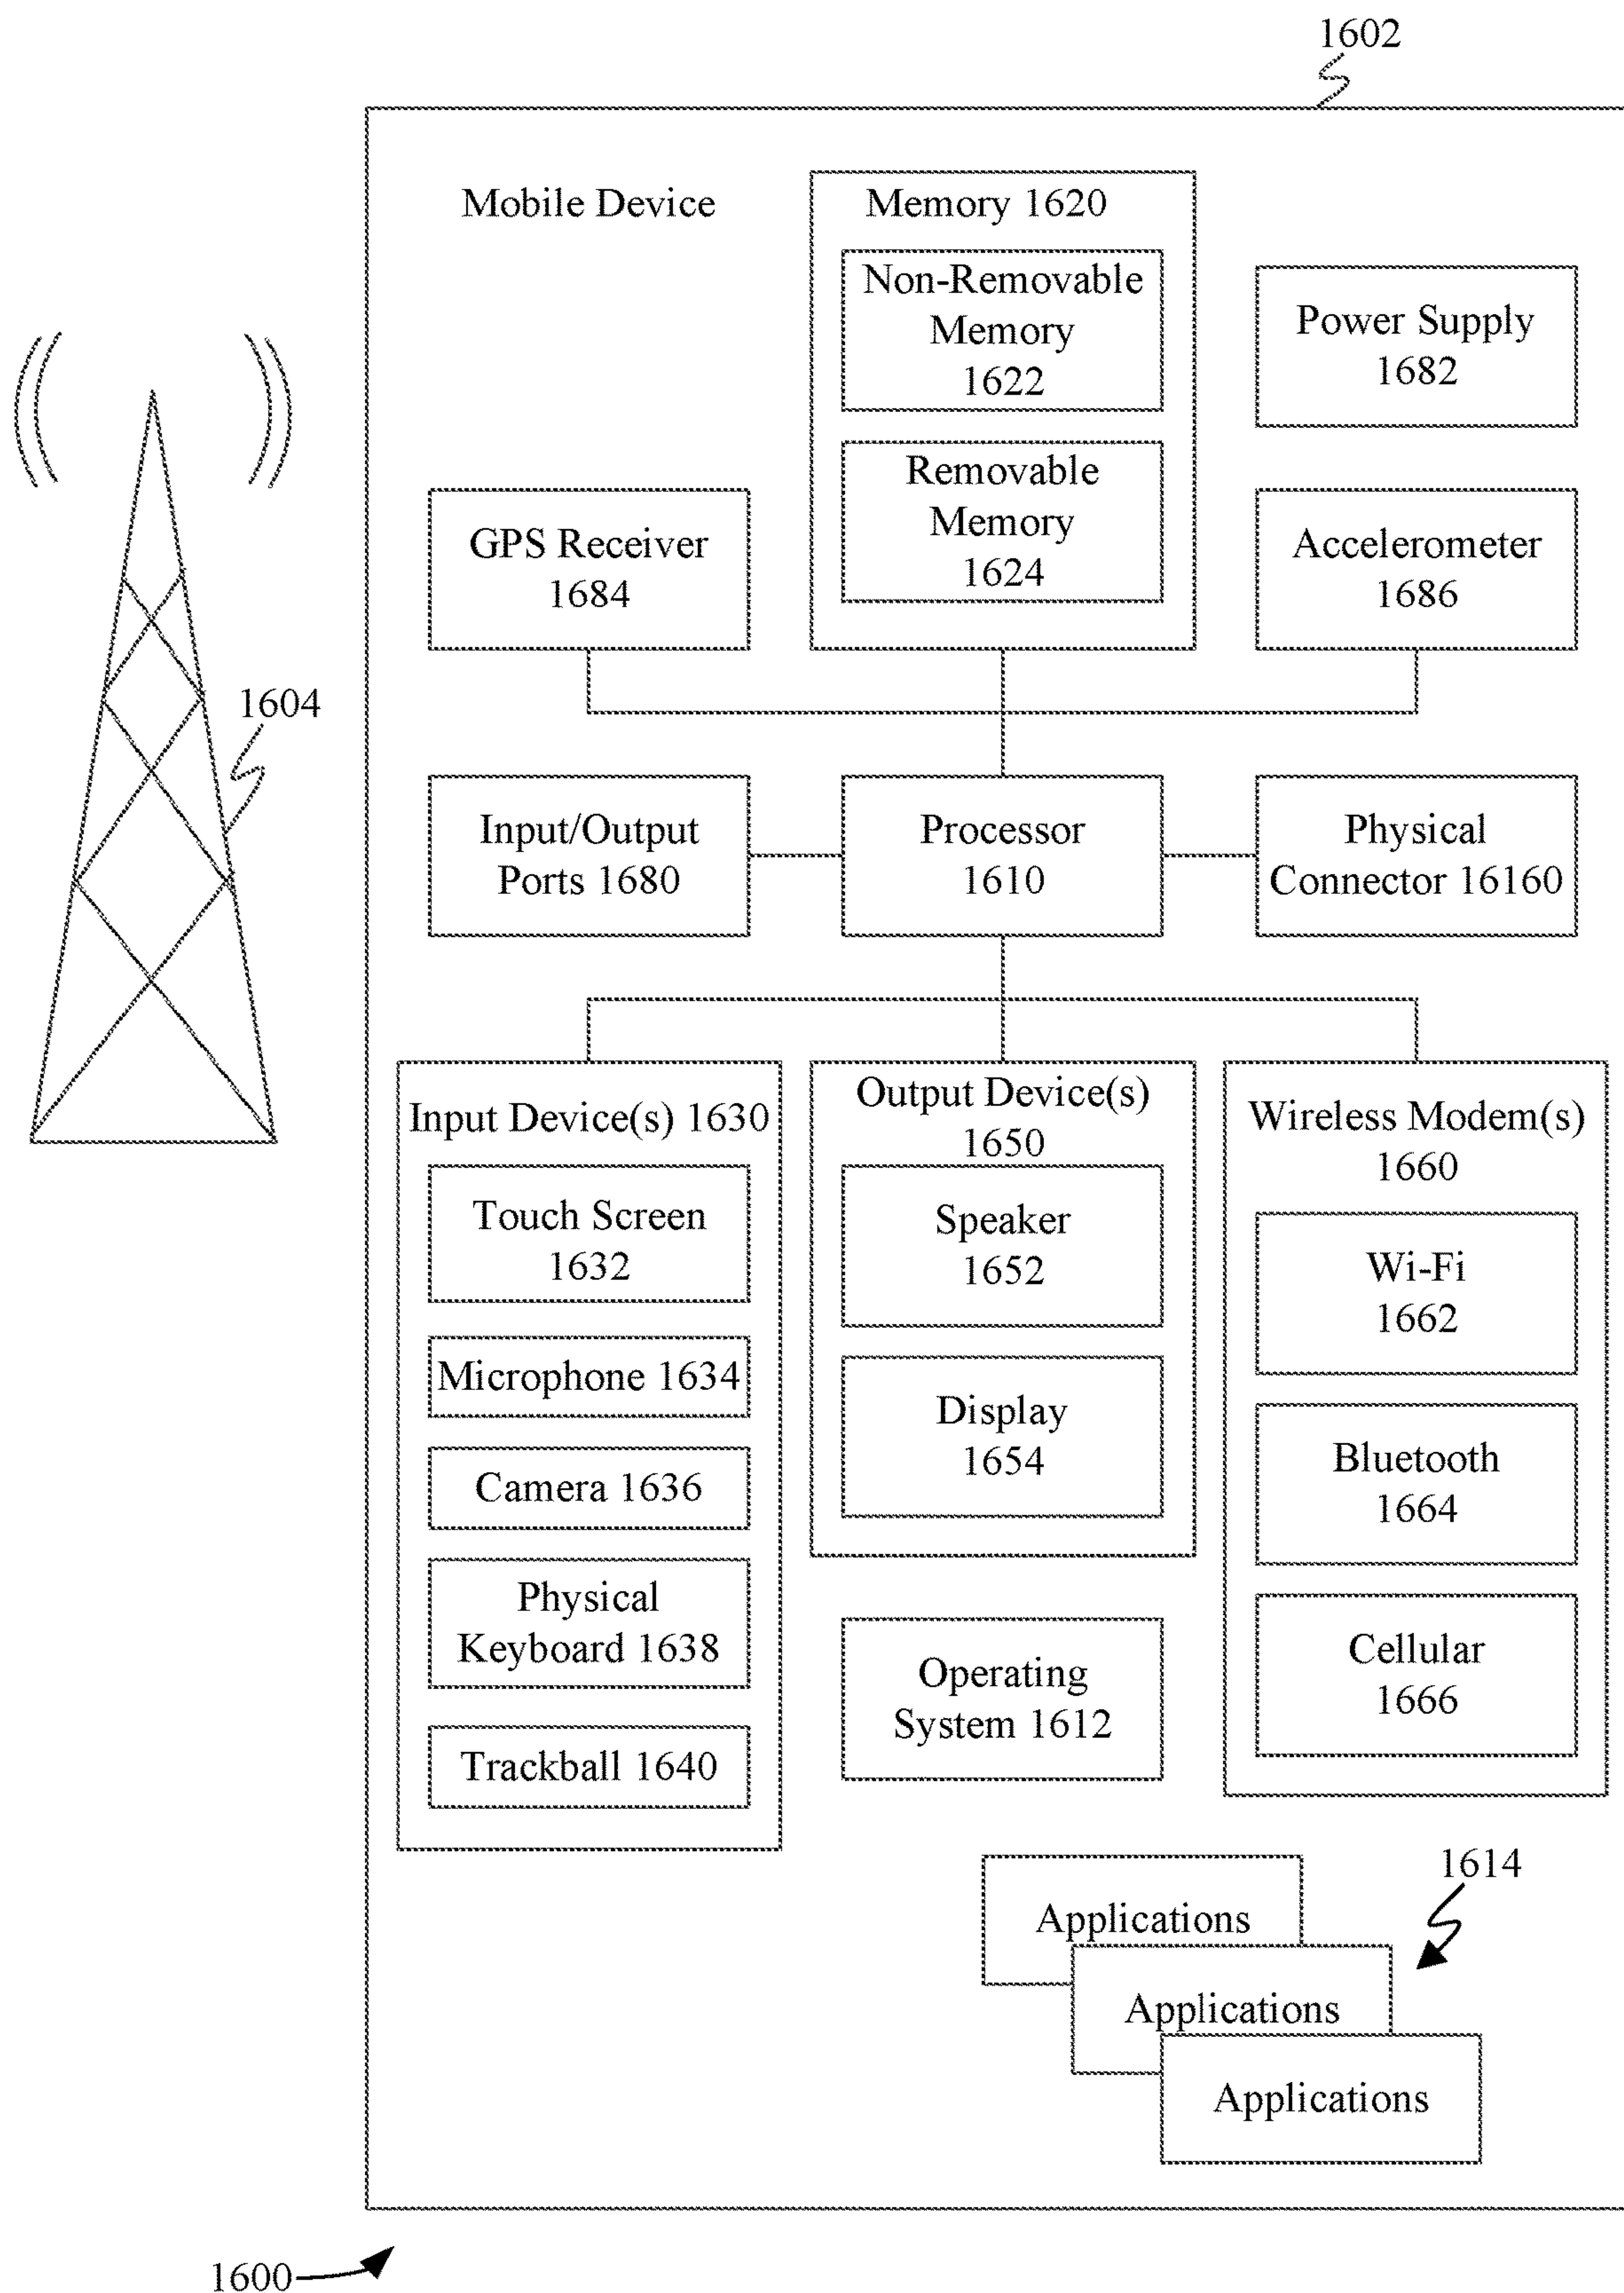 1602
Mobile Device
Memory 1620
Non-Removable
Memory
1622
Removable
Memory
1624
Power Supply
1682
GPS Receiver
1684
Accelerometer
1686
1604
Input/Output
Ports 1680
Processor
1610
Physical
Connector 16160
Input Device(s) 1630
Touch Screen
1632
Microphone 1634
Camera 1636
Physical
Keyboard 1638
Trackball 1640
Output Device(s)
1650
Speaker
1652
Display
1654
Operating
System 1612
Wireless Modem(s)
1660
Wi-Fi
1662
Bluetooth
1664
Cellular
1666
1614
Applications
Applications
Applications
1600